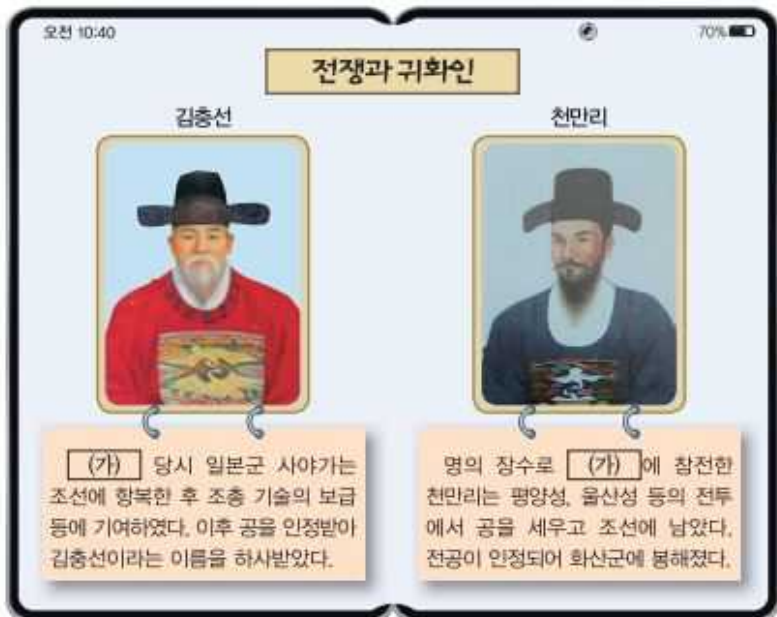 오전 10:40
70%
전쟁과 귀화인
김충선
천만리
(가) 당시 일본군 사야가는
조선에 항복한 후 조총 기술의 보급
등에 기여하였다. 이후 공을 인정받아
김충선이라는 이름을 하사받았다.
명의 장수로 (가)에 참전한
천만리는 평양성, 울산성 등의 전투
에서 공을 세우고 조선에 남았다.
전공이 인정되어 화산군에 봉해졌다.